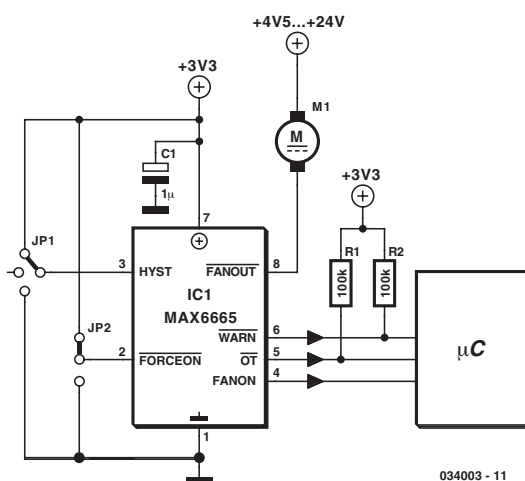 +4V5...+24V
+3V3
M1
C1
M
1µ
+3V3
7
JP1
R1
R2
100k
100k
3
HYST
FANOUT
8
IC1
MAX6665
JP2
WARN
6
µC
2
FORCEON
OT
5
FANON
4
1
034003 - 11